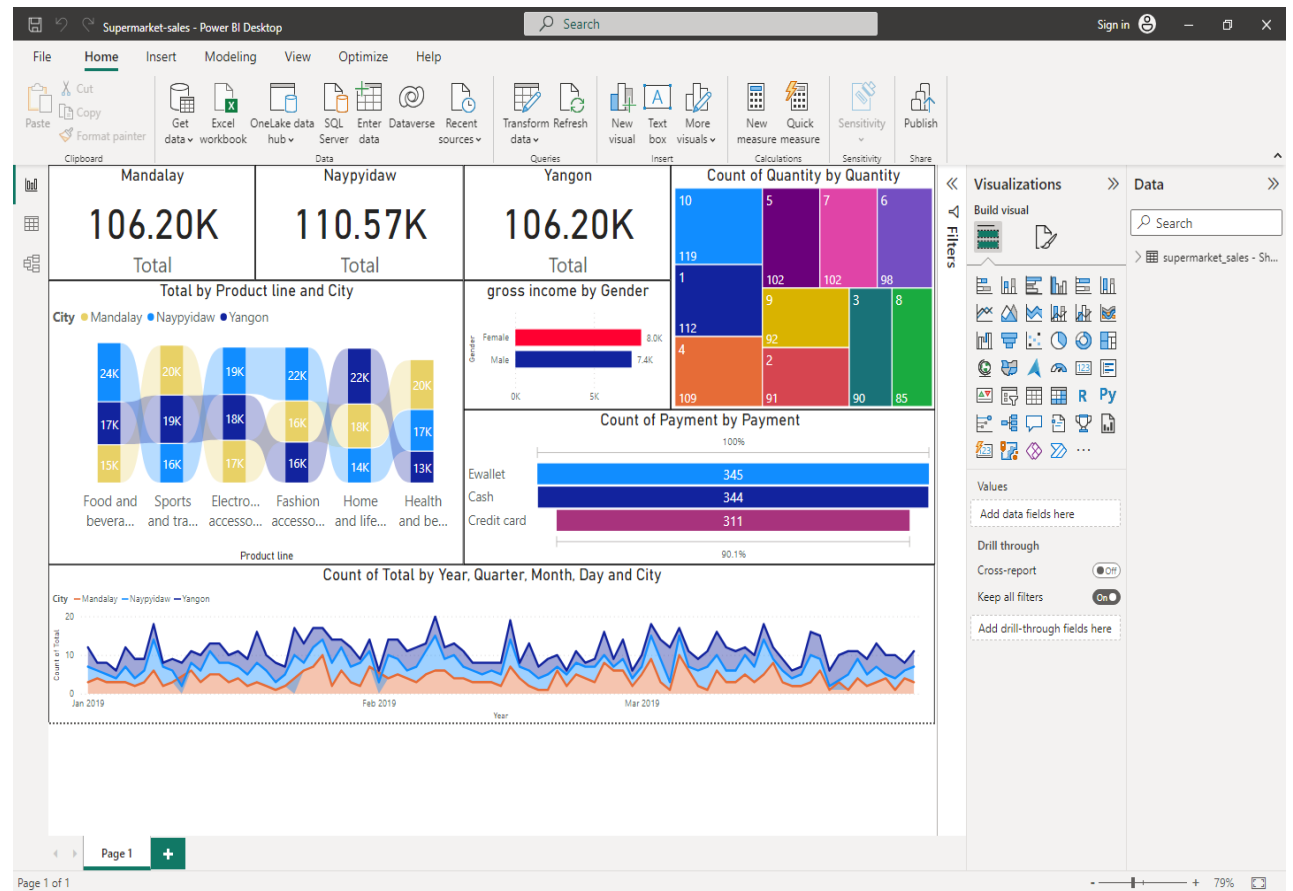 Supermarket-sales - Power BI Desktop
Search
Sign in
File Home Insert Modeling View Optimize Help
Paste
Cut
Copy
Format painter
Get data
Excel workbook
OneLake data hub
SQL Server
Enter data
Dataverse
Recent sources
Transform data
Refresh
New visual
Text box
More visuals
New measure
Quick measure
Sensitivity
Publish
Clipboard Data Queries Insert Calculations Sensitivity Share
Mandalay
106.20K
Total
Naypyidaw
110.57K
Total
Yangon
106.20K
Total
Count of Quantity by Quantity
10
119
5
102
7
102
6
98
1
112
9
92
3
90
8
85
4
109
2
91
Total by Product line and City
City Mandalay Naypyidaw Yangon
24K 20K 19K 22K 22K 20K
17K 19K 18K 16K 18K 17K
15K 16K 17K 16K 14K 13K
Food and bevera...
Sports and tra...
Electro... accesso...
Fashion accesso...
Home and life...
Health and be...
Product line
gross income by Gender
Gender
Female 8.0K
Male 7.4K
0K 5K
Count of Payment by Payment
100%
Ewallet 345
Cash 344
Credit card 311
90.1%
Count of Total by Year, Quarter, Month, Day and City
City Mandalay Naypyidaw Yangon
Count of Total
20
10
0
Jan 2019 Feb 2019 Mar 2019
Year
Filters
Visualizations
Build visual
123
R Py
123
Values
Add data fields here
Drill through
Cross-report Off
Keep all filters On
Add drill-through fields here
Data
Search
supermarket_sales - Sh...
Page 1
Page 1 of 1
- + 79%